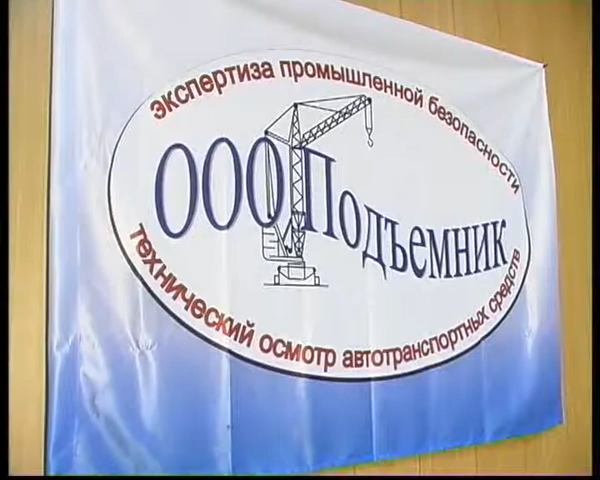 экспертиза промышленной безопасности
ООО Подъемник
технический осмотр автотранспортных средств